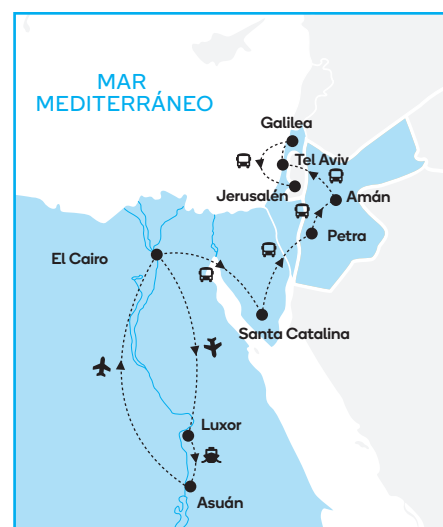 MAR
MEDITERRÁNEO
Galilea
Tel Aviv
Jerusalén
Amán
Petra
El Cairo
Santa Catalina
Luxor
Asuán